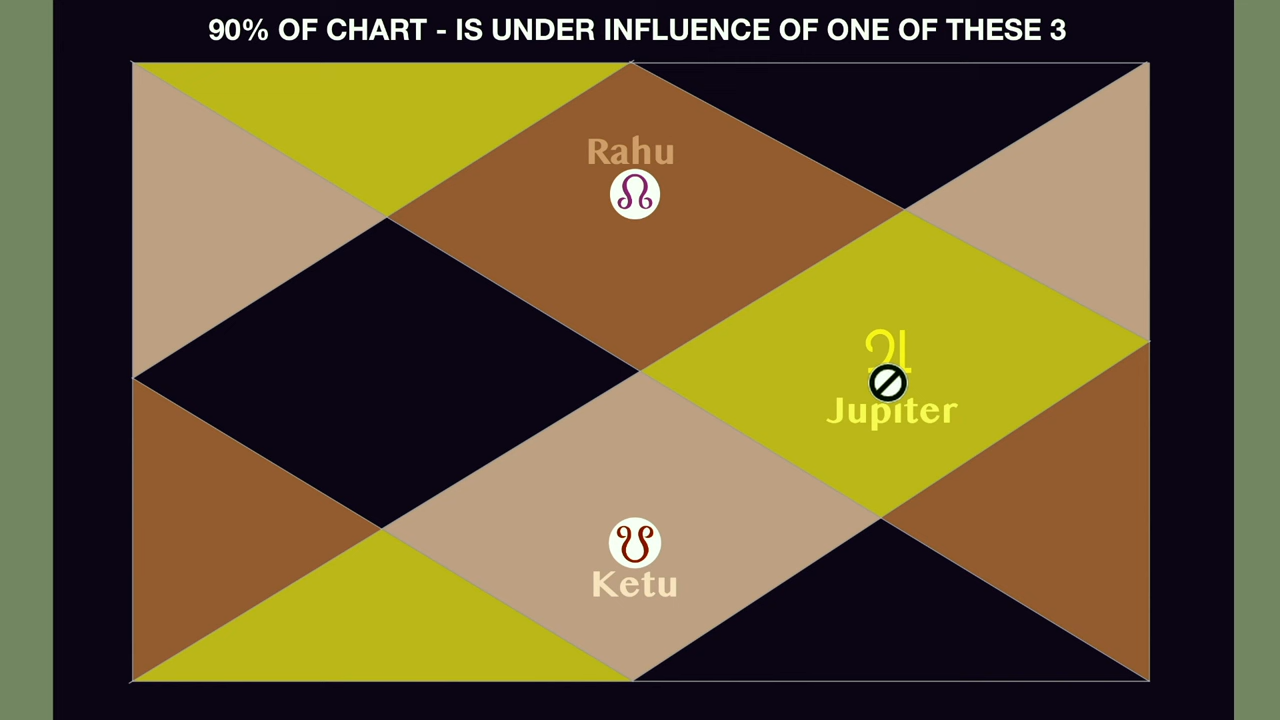 90% OF CHART - IS UNDER INFLUENCE OF ONE OF THESE 3
Rahu
☊
♃
Jupiter
☋
Ketu